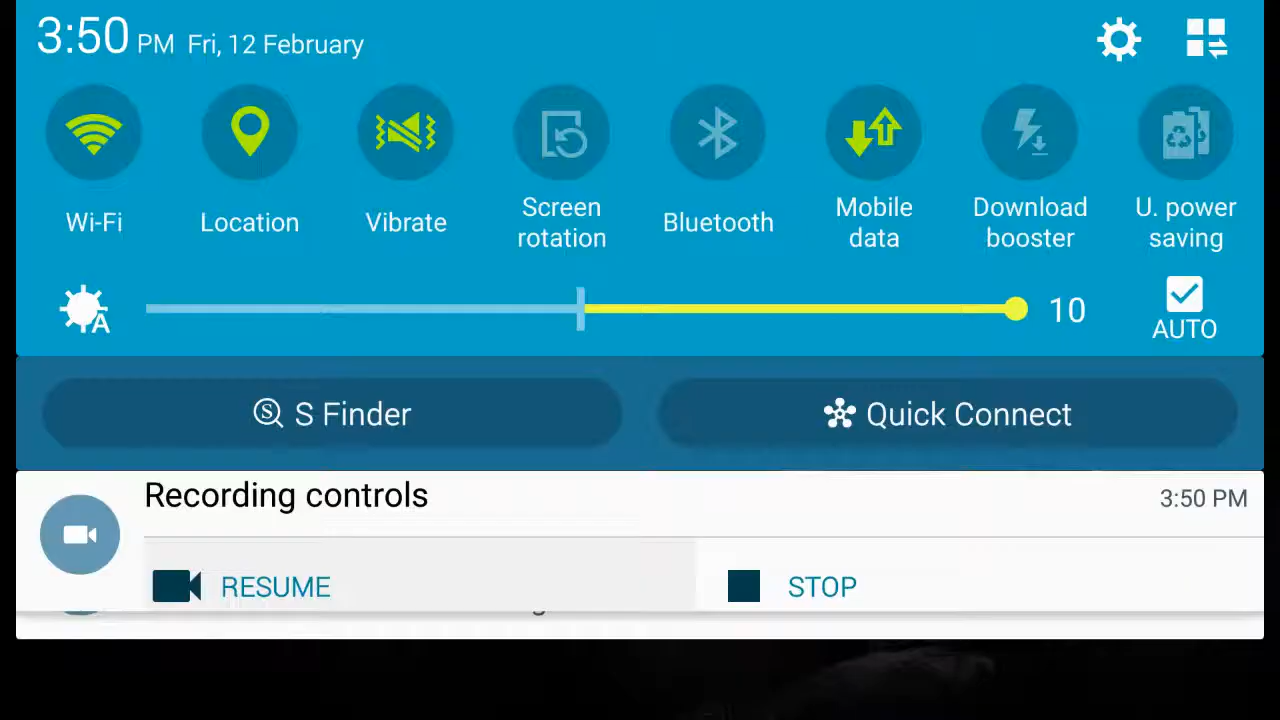 3:50 PM Fri, 12 February
Wi-Fi
Location
Vibrate
Screen
rotation
Bluetooth
Mobile
data
Download
booster
U. power
saving
A
10
AUTO
S Finder
Quick Connect
Recording controls
3:50 PM
RESUME
STOP